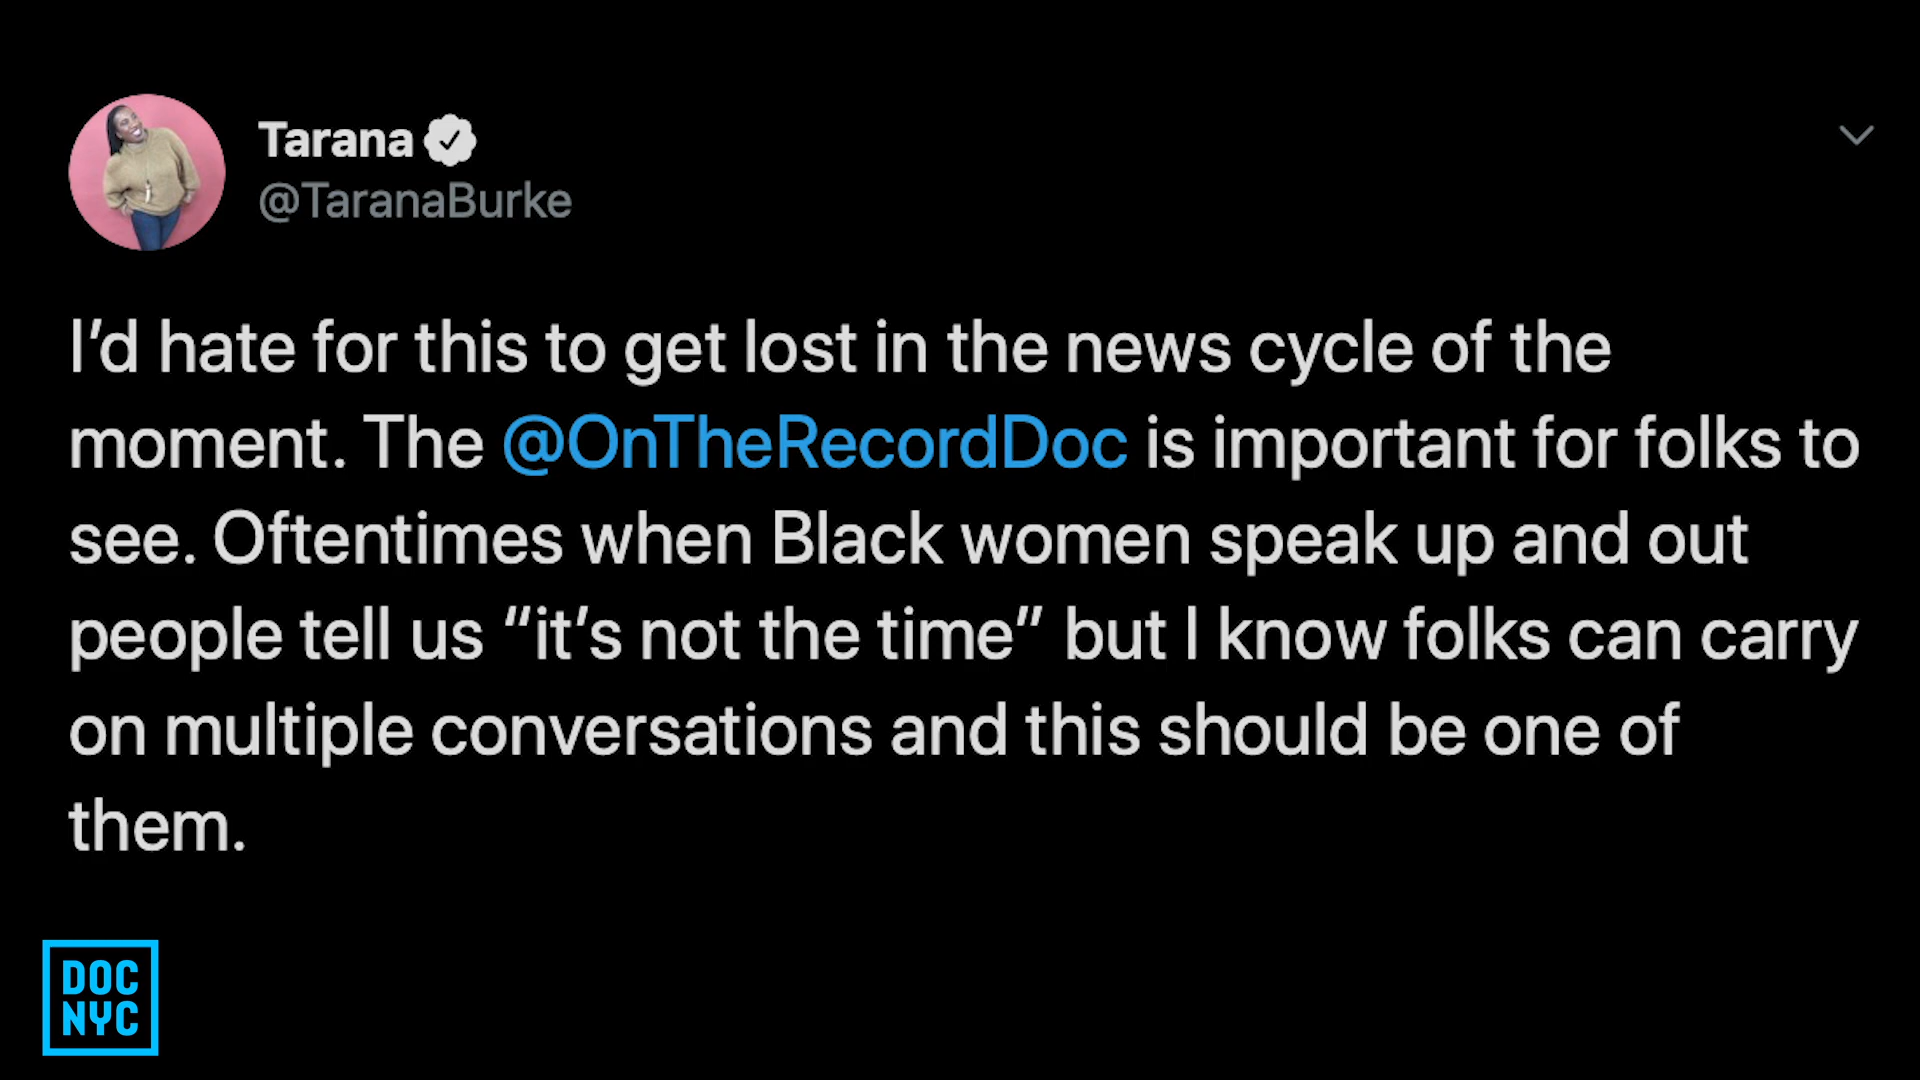 Tarana
@TaranaBurke
I’d hate for this to get lost in the news cycle of the
moment. The @OnTheRecordDoc is important for folks to
see. Oftentimes when Black women speak up and out
people tell us “it’s not the time” but I know folks can carry
on multiple conversations and this should be one of
them.
DOC
NYC